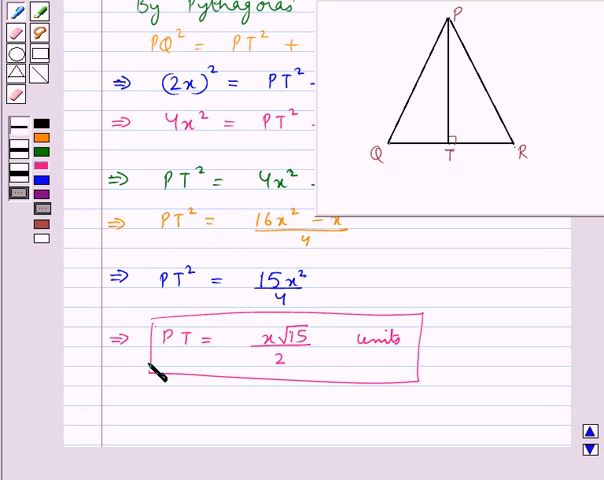 By Pythagoras
PQ² = PT² +
⇒ (2x)² = PT² -
⇒ 4x² = PT² -
⇒ PT² = 4x² -
⇒ PT² = 16x² - x / 4
⇒ PT² = 15x² / 4
⇒ PT = x√15 / 2 units
P
Q T R